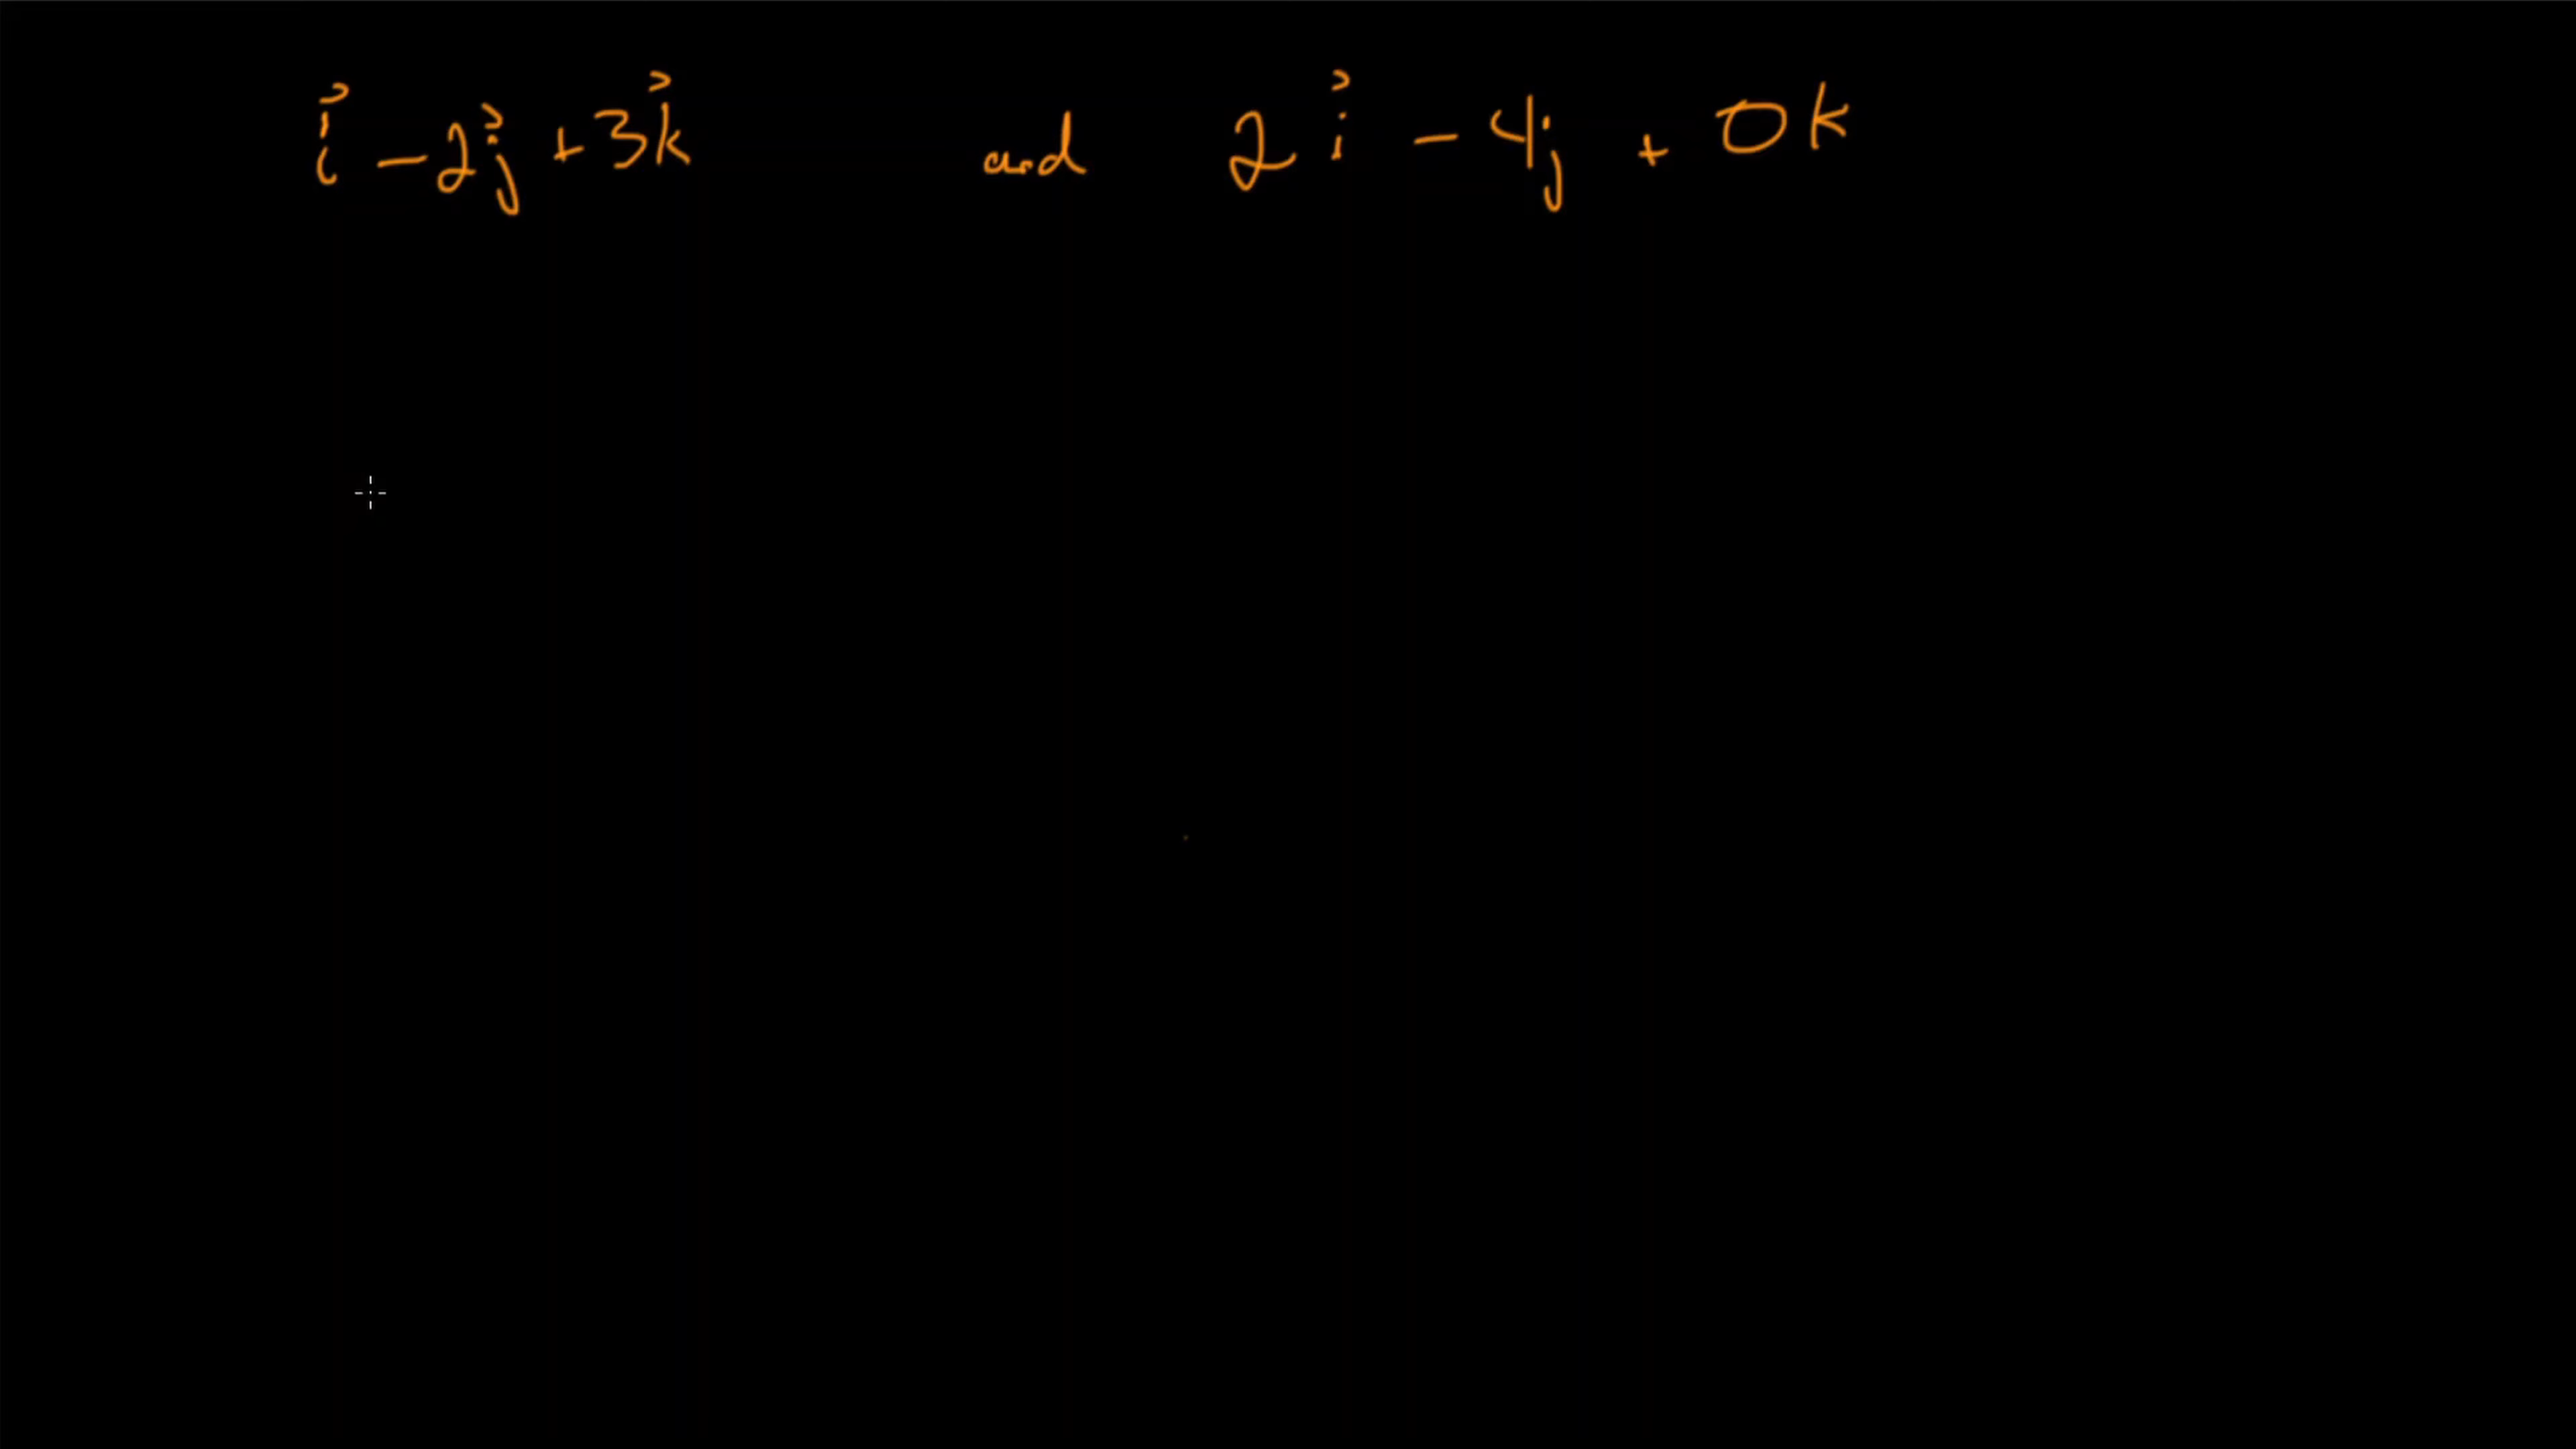 i⃗ - 2j⃗ + 3k⃗ and 2i⃗ - 4j + 0k